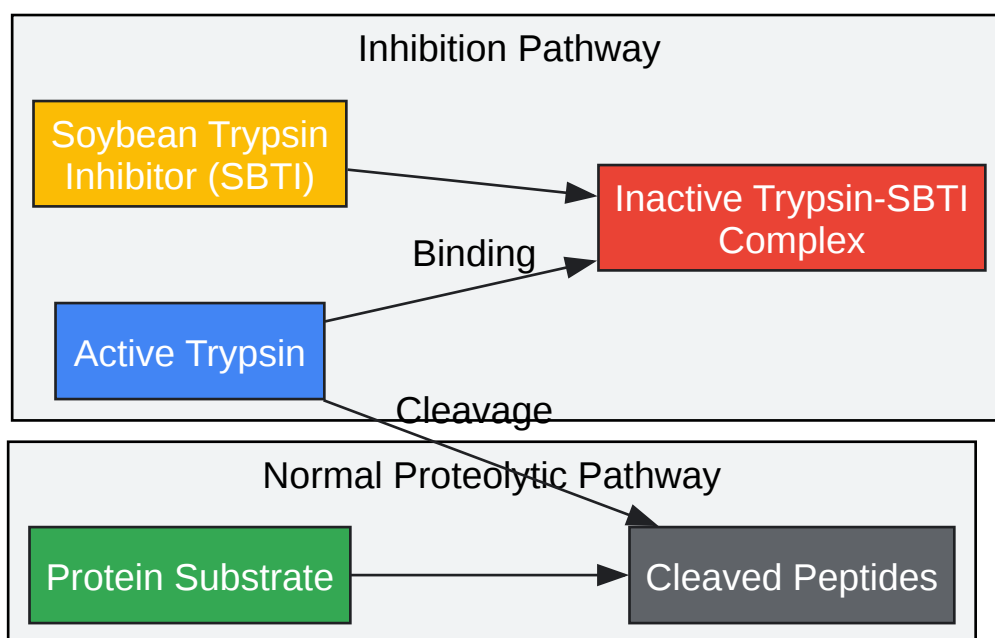 Inhibition Pathway
Soybean Trypsin
Inhibitor (SBTI)
Inactive Trypsin-SBTI
Complex
Binding
Active Trypsin
Cleavage
Normal Proteolytic Pathway
Protein Substrate
Cleaved Peptides